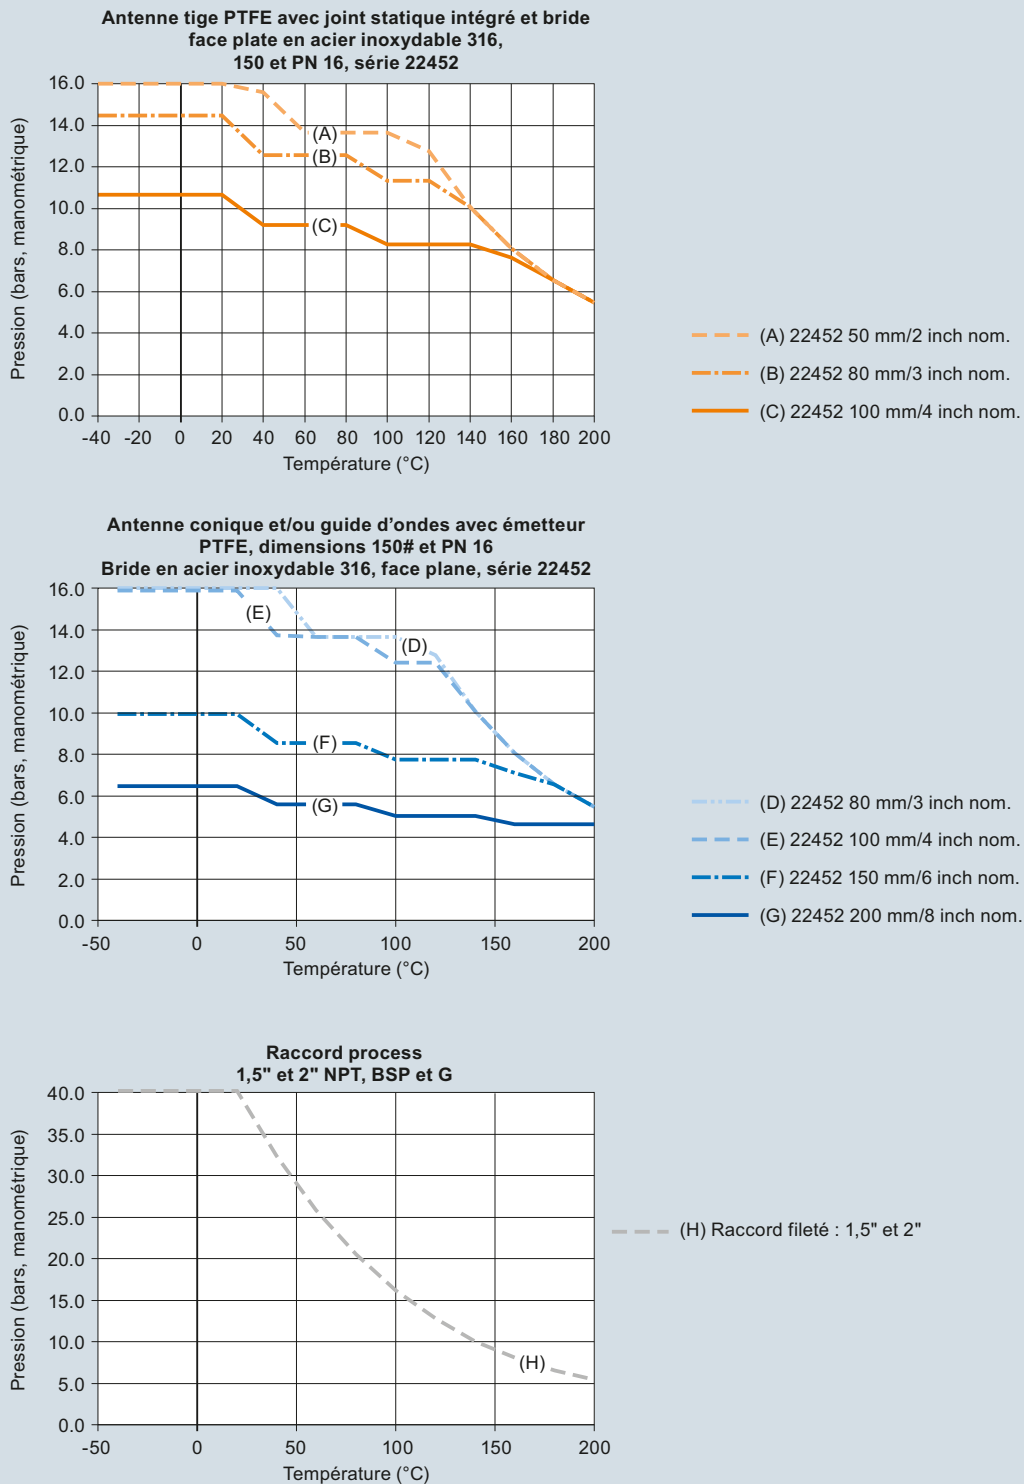 Antenne tige PTFE avec joint statique intégré et bride
face plate en acier inoxydable 316,
150 et PN 16, série 22452
Pression (bars, manométrique)
16.0
14.0
12.0
10.0
8.0
6.0
4.0
2.0
0.0
(A)
(B)
(C)
-40 -20 0 20 40 60 80 100 120 140 160 180 200
Température (°C)
(A) 22452 50 mm/2 inch nom.
(B) 22452 80 mm/3 inch nom.
(C) 22452 100 mm/4 inch nom.
Antenne conique et/ou guide d'ondes avec émetteur
PTFE, dimensions 150# et PN 16
Bride en acier inoxydable 316, face plane, série 22452
Pression (bars, manométrique)
16.0
14.0
12.0
10.0
8.0
6.0
4.0
2.0
0.0
(E)
(D)
(F)
(G)
-50 0 50 100 150 200
Température (°C)
(D) 22452 80 mm/3 inch nom.
(E) 22452 100 mm/4 inch nom.
(F) 22452 150 mm/6 inch nom.
(G) 22452 200 mm/8 inch nom.
Raccord process
1,5" et 2" NPT, BSP et G
Pression (bars, manométrique)
40.0
35.0
30.0
25.0
20.0
15.0
10.0
5.0
0.0
(H)
-50 0 50 100 150 200
Température (°C)
(H) Raccord fileté : 1,5" et 2"